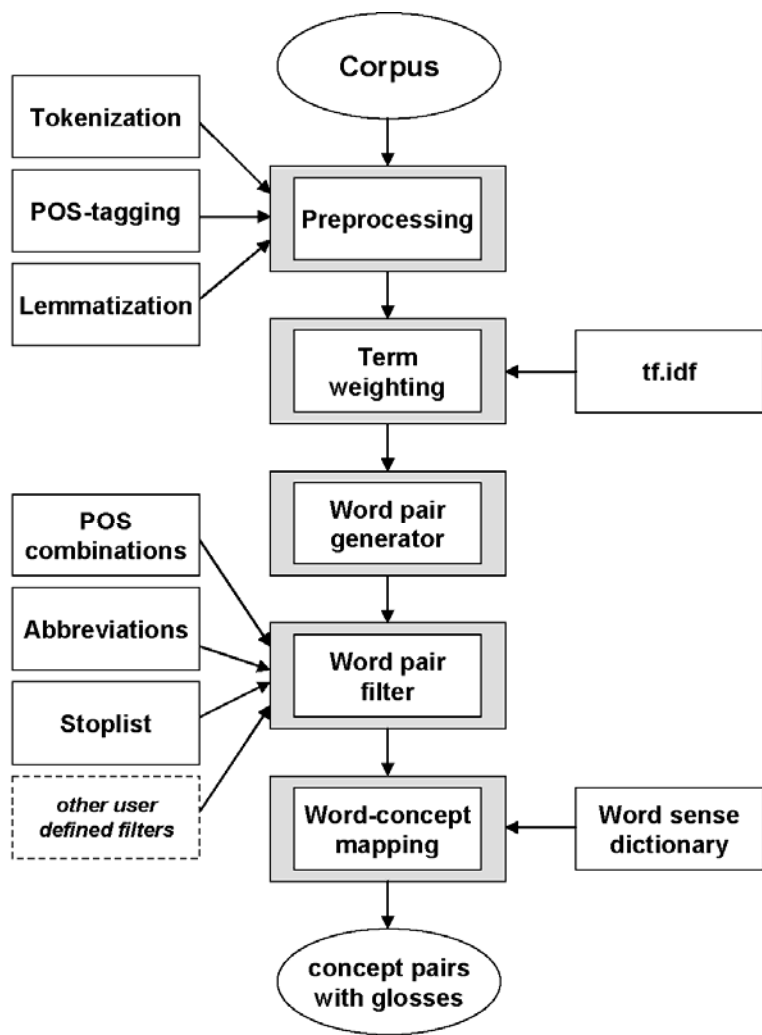 Corpus
Tokenization
POS-tagging
Lemmatization
Preprocessing
Term
weighting
tf.idf
Word pair
generator
POS
combinations
Abbreviations
Stoplist
other user
defined filters
Word pair
filter
Word-concept
mapping
Word sense
dictionary
concept pairs
with glosses